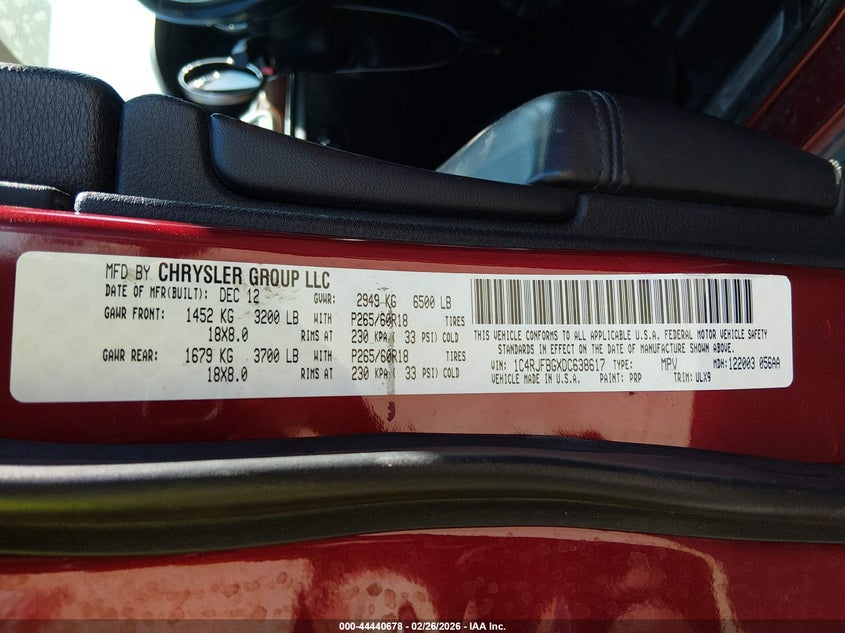 MFD BY CHRYSLER GROUP LLC
DATE OF MFR(BUILT): DEC 12 GVWR: 2949 KG 6500 LB
GAWR FRONT: 1452 KG 3200 LB WITH P265/60R18 TIRES
18X8.0 RIMS AT 230 KPA ( 33 PSI) COLD
GAWR REAR: 1679 KG 3700 LB WITH P265/60R18 TIRES
18X8.0 RIMS AT 230 KPA ( 33 PSI) COLD
THIS VEHICLE CONFORMS TO ALL APPLICABLE U.S.A. FEDERAL MOTOR VEHICLE SAFETY
STANDARDS IN EFFECT ON THE DATE OF MANUFACTURE SHOWN ABOVE.
VIN: 1C4RJFBGXDC638617 TYPE: MPV MDH:122003 056AA
VEHICLE MADE IN U.S.A. PAINT: PRP TRIM: ULX9
000-44440678 - 02/26/2026 - IAA Inc.